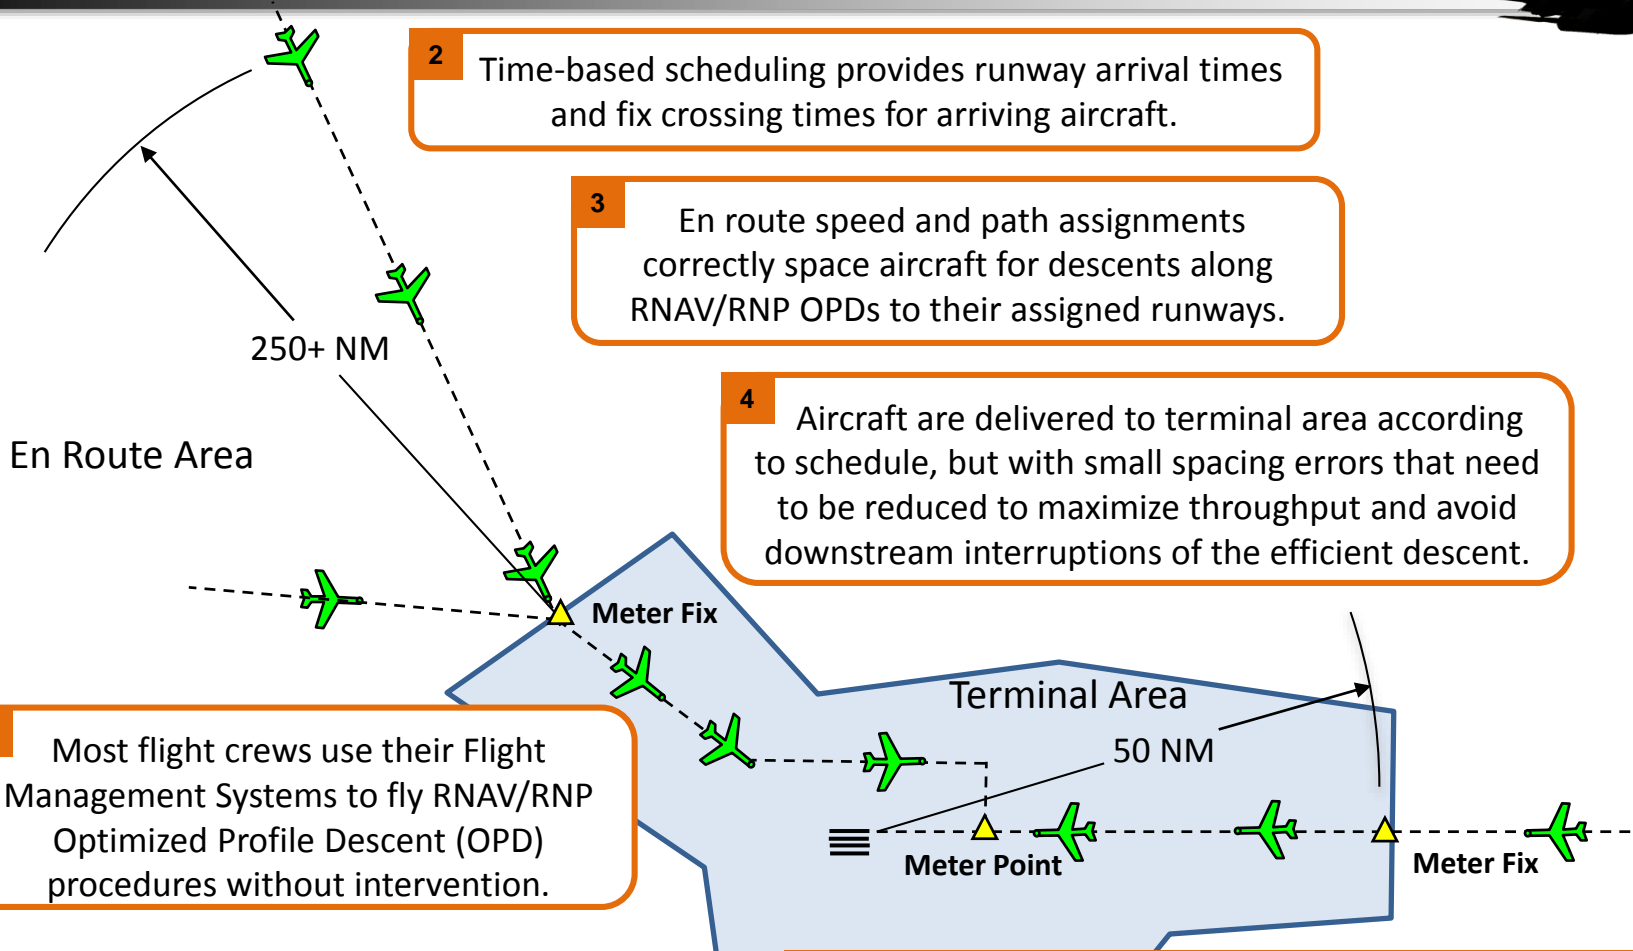 2
Time-based scheduling provides runway arrival times
and fix crossing times for arriving aircraft.
3
En route speed and path assignments
correctly space aircraft for descents along
RNAV/RNP OPDs to their assigned runways.
250+ NM
4
Aircraft are delivered to terminal area according
to schedule, but with small spacing errors that need
to be reduced to maximize throughput and avoid
downstream interruptions of the efficient descent.
En Route Area
Meter Fix
Terminal Area
50 NM
Most flight crews use their Flight
Management Systems to fly RNAV/RNP
Optimized Profile Descent (OPD)
procedures without intervention.
Meter Point
Meter Fix